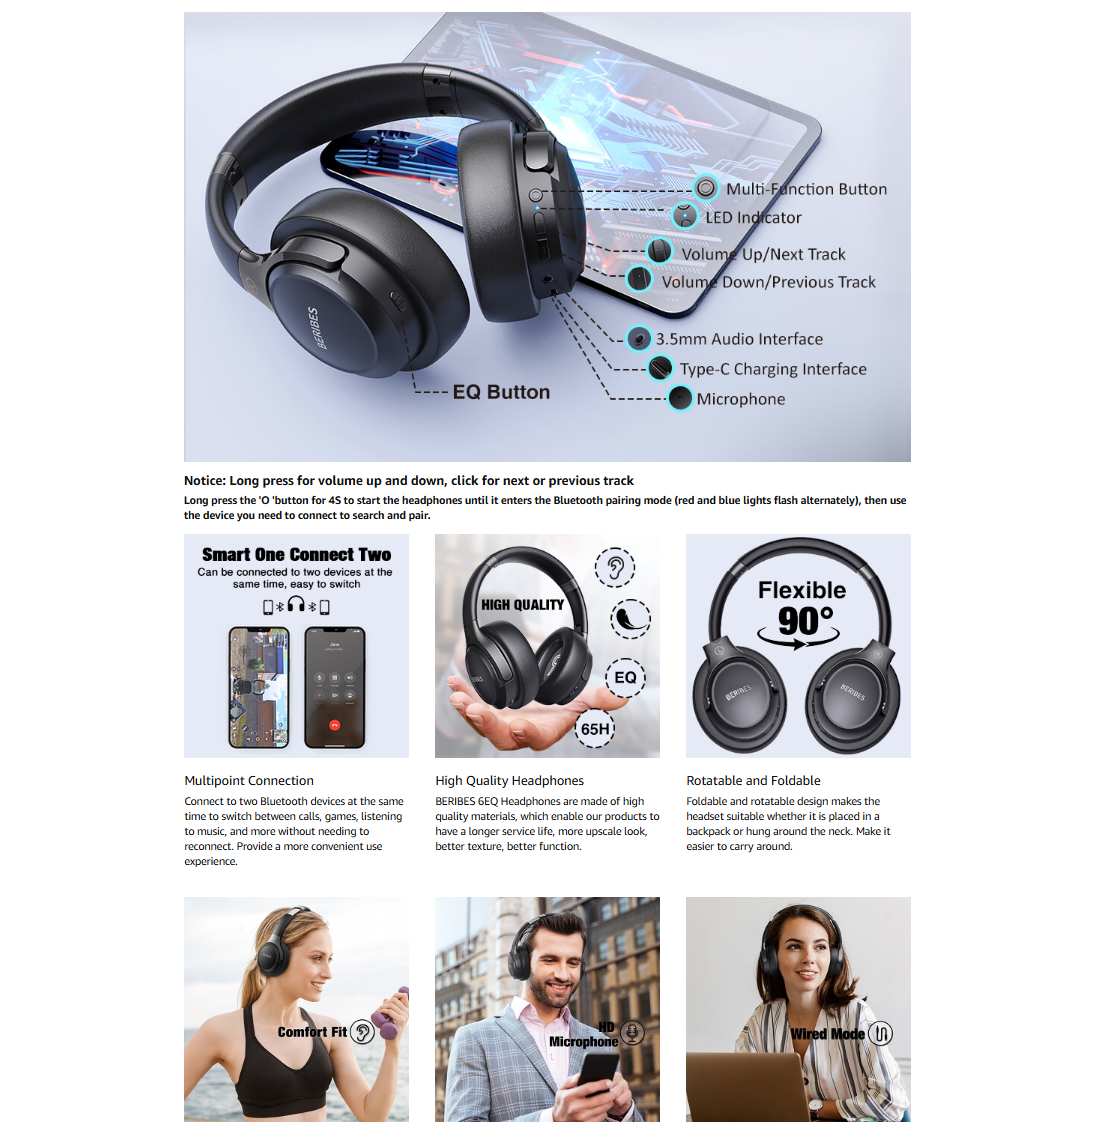 Multi-Function Button
LED Indicator
Volume Up/Next Track
Volume Down/Previous Track
3.5mm Audio Interface
Type-C Charging Interface
Microphone
EQ Button
BERIBES
Notice: Long press for volume up and down, click for next or previous track
Long press the 'O 'button for 4S to start the headphones until it enters the Bluetooth pairing mode (red and blue lights flash alternately), then use
the device you need to connect to search and pair.
Smart One Connect Two
Can be connected to two devices at the
same time, easy to switch
Jane
HIGH QUALITY
EQ
65H
Flexible
90°
BERIBES
BERIBES
Multipoint Connection
Connect to two Bluetooth devices at the same
time to switch between calls, games, listening
to music, and more without needing to
reconnect. Provide a more convenient use
experience.
High Quality Headphones
BERIBES 6EQ Headphones are made of high
quality materials, which enable our products to
have a longer service life, more upscale look,
better texture, better function.
Rotatable and Foldable
Foldable and rotatable design makes the
headset suitable whether it is placed in a
backpack or hung around the neck. Make it
easier to carry around.
Comfort Fit
HD
Microphone
Wired Mode